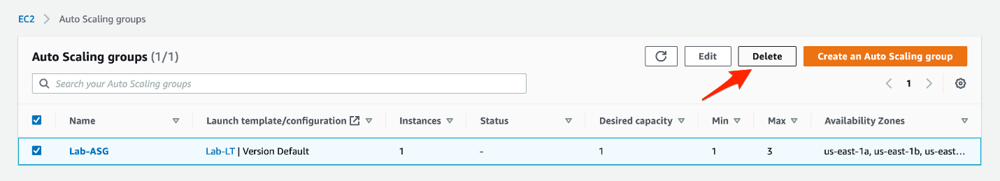 EC2 > Auto Scaling groups
Auto Scaling groups (1/1) Edit Delete Create an Auto Scaling group
Search your Auto Scaling groups 1
Name Launch template/configuration Instances Status Desired capacity Min Max Availability Zones
Lab-ASG Lab-LT | Version Default 1 - 1 1 3 us-east-1a, us-east-1b, us-east...